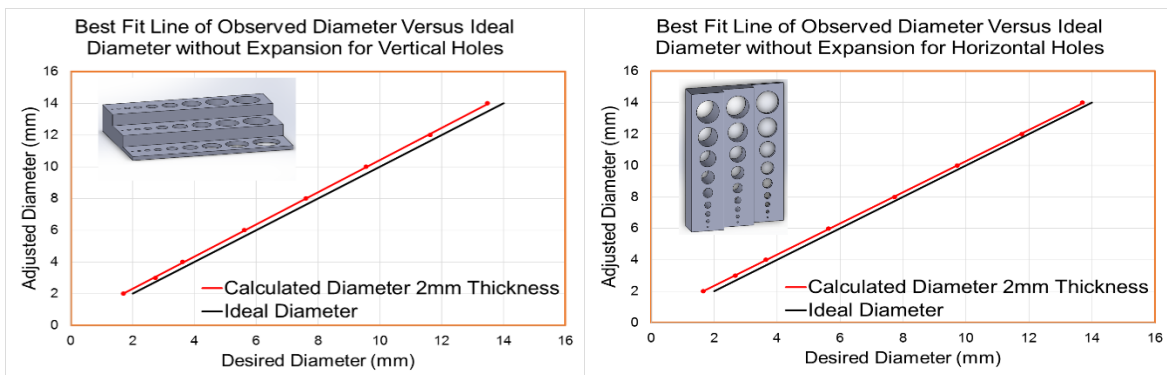 Best Fit Line of Observed Diameter Versus Ideal
Diameter without Expansion for Vertical Holes
16
14
12
10
8
6
4
2
0
Adjusted Diameter (mm)
Calculated Diameter 2mm Thickness
Ideal Diameter
0 2 4 6 8 10 12 14 16
Desired Diameter (mm)
Best Fit Line of Observed Diameter Versus Ideal
Diameter without Expansion for Horizontal Holes
16
14
12
10
8
6
4
2
0
Adjusted Diameter (mm)
Calculated Diameter 2mm Thickness
Ideal Diameter
0 2 4 6 8 10 12 14 16
Desired Diameter (mm)